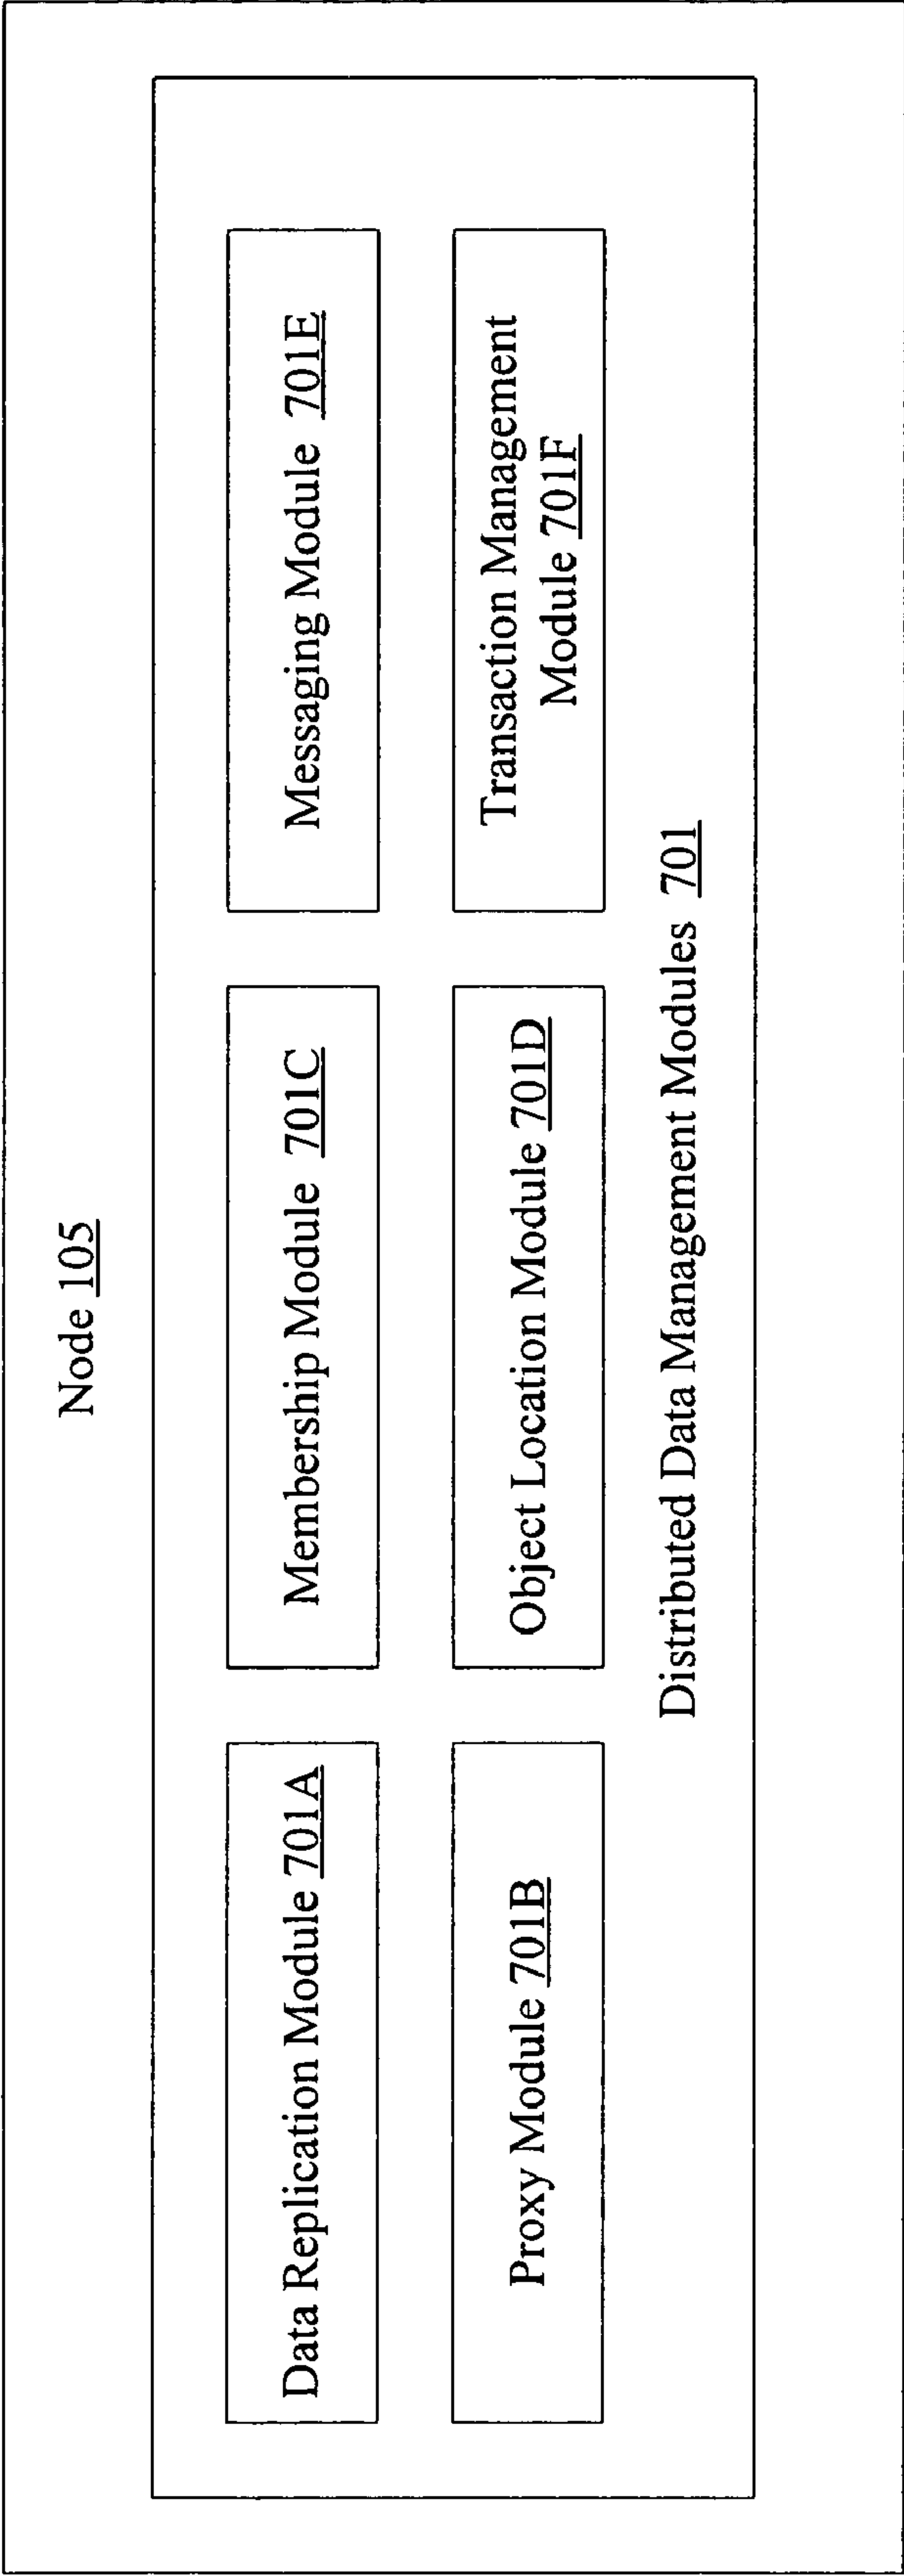 Node 105
Data Replication Module 701A
Membership Module 701C
Messaging Module 701E
Proxy Module 701B
Object Location Module 701D
Transaction Management
Module 701F
Distributed Data Management Modules 701